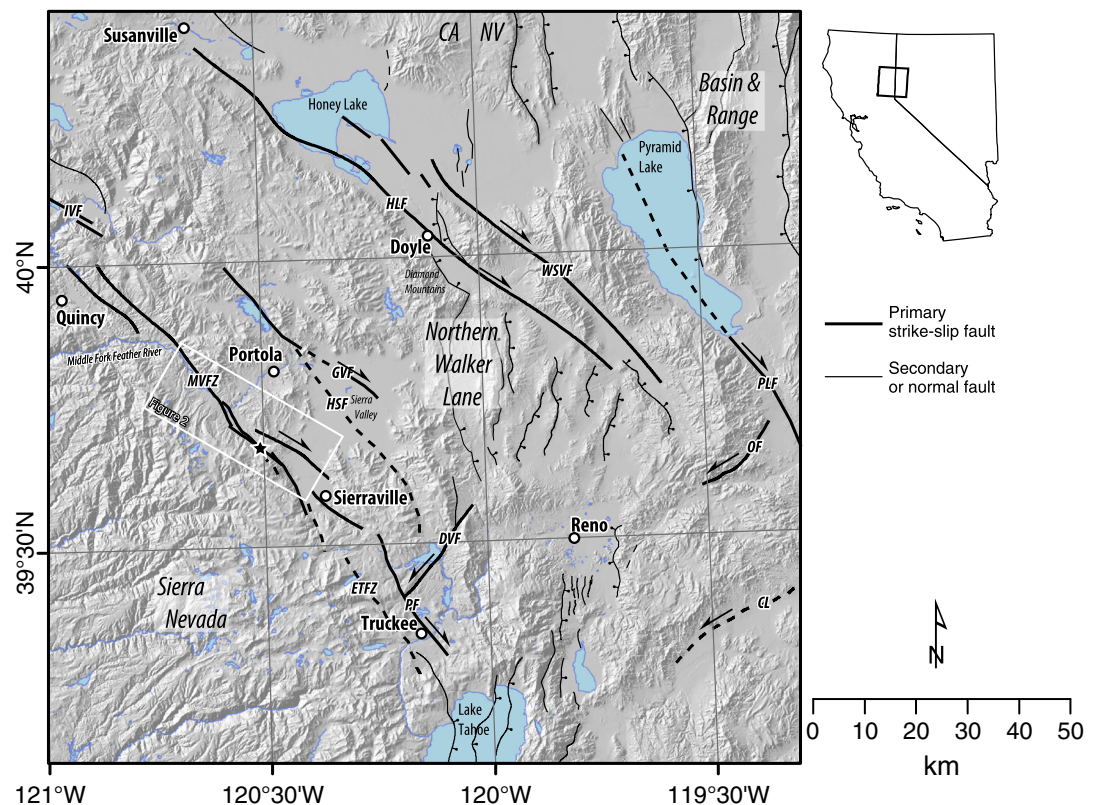 Susanville
CA NV
Basin &
Range
Honey Lake
Pyramid
Lake
IVF
HLF
Doyle
WSVF
Diamond
Mountains
40°N
Quincy
Northern
Walker
Lane
Middle Fork Feather River
Portola
MVFZ
GVF
HSF
Sierra
Valley
PLF
Figure 2
OF
Sierraville
Reno
DVF
39°30'N
Sierra
Nevada
ETFZ
PF
CL
Truckee
Lake
Tahoe
121°W
120°30'W
120°W
119°30'W
Primary
strike-slip fault
Secondary
or normal fault
N
0 10 20 30 40 50
km